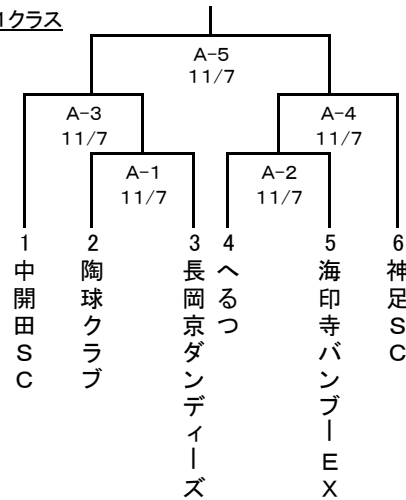 1クラス
A-5
11/7
A-3
11/7
A-4
11/7
A-1
11/7
A-2
11/7
1
中開田SC
2
陶球クラブ
3
長岡京ダンディーズ
4
へるつ
5
海印寺バンブーEX
6
神足SC